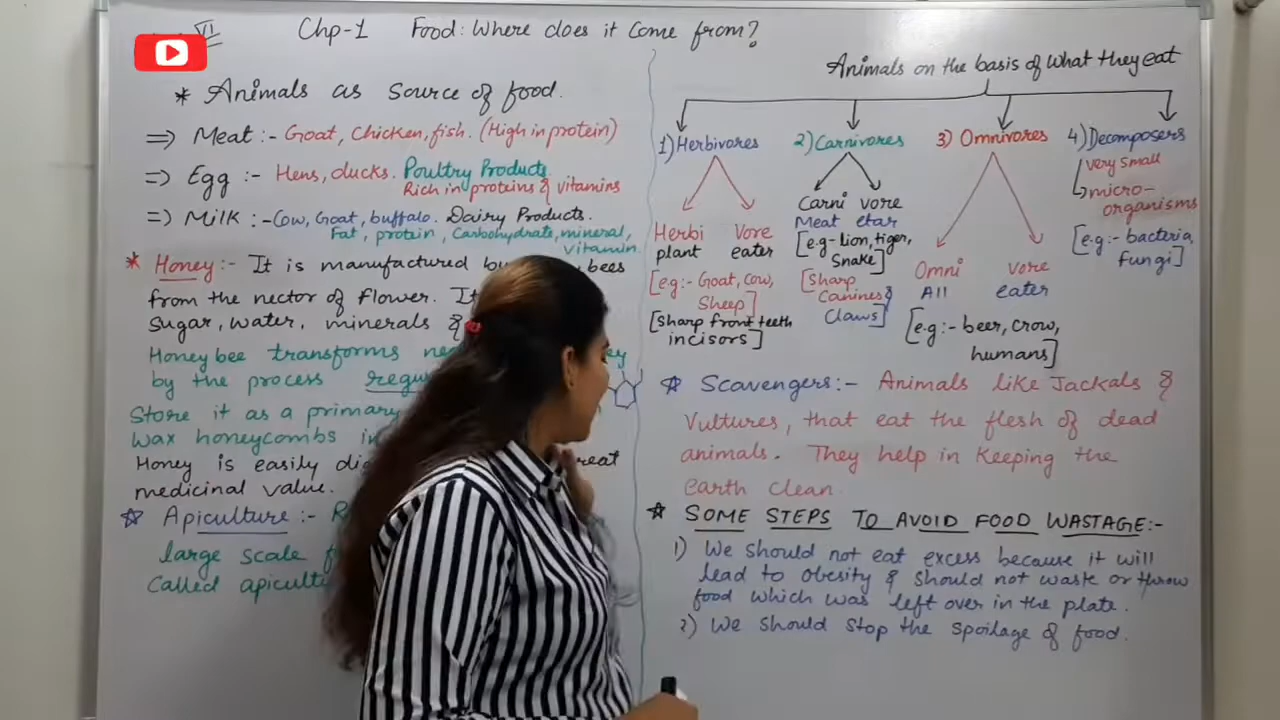 VI Chp-1 Food: Where does it come from?
* Animals as source of food.
⇒ Meat :- Goat, Chicken, fish. (High in protein)
⇒ Egg :- Hens, ducks. Poultry Products.
Rich in proteins & vitamins
⇒ Milk :- Cow, Goat, buffalo. Dairy Products.
Fat, protein, Carbohydrate, mineral,
vitamin.
* Honey :- It is manufactured by bees
from the nector of flower. It
Sugar, water, minerals &
Honeybee transforms
by the process
Store it as a primary
Wax honeycombs in
Honey is easily
medicinal value.
☆ Apiculture :-
large scale
Called
Animals on the basis of what they eat
1) Herbivores
Herbi Vore
plant eater
[e.g:- Goat, Cow,
Sheep]
[Sharp front teeth
incisors]
2) Carnivores
Carni vore
Meat etar
[e.g- Lion, tiger,
Snake]
[Sharp
Canines &
Claws]
3) Omnivores
Omni vore
All eater
[e.g:- beer, crow,
humans]
4) Decomposers
very small
micro-
organisms
[e.g:- bacteria,
fungi]
☆ Scavengers:- Animals like Jackals &
Vultures, that eat the flesh of dead
animals. They help in keeping the
earth clean.
* SOME STEPS TO AVOID FOOD WASTAGE:-
1) We should not eat excess because it will
lead to obesity & should not waste or throw
food which was left over in the plate.
2) We should stop the spoilage of food.